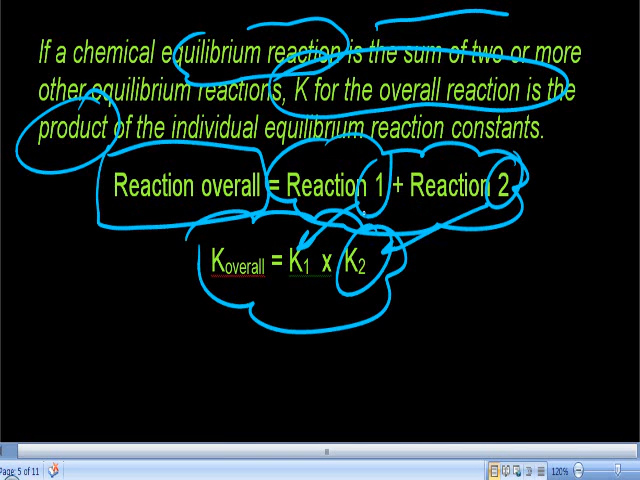 If a chemical equilibrium reaction is the sum of two or more
other equilibrium reactions, K for the overall reaction is the
product of the individual equilibrium reaction constants.
Reaction overall = Reaction 1 + Reaction 2
Koverall = K1 x K2
Page: 5 of 11
120%